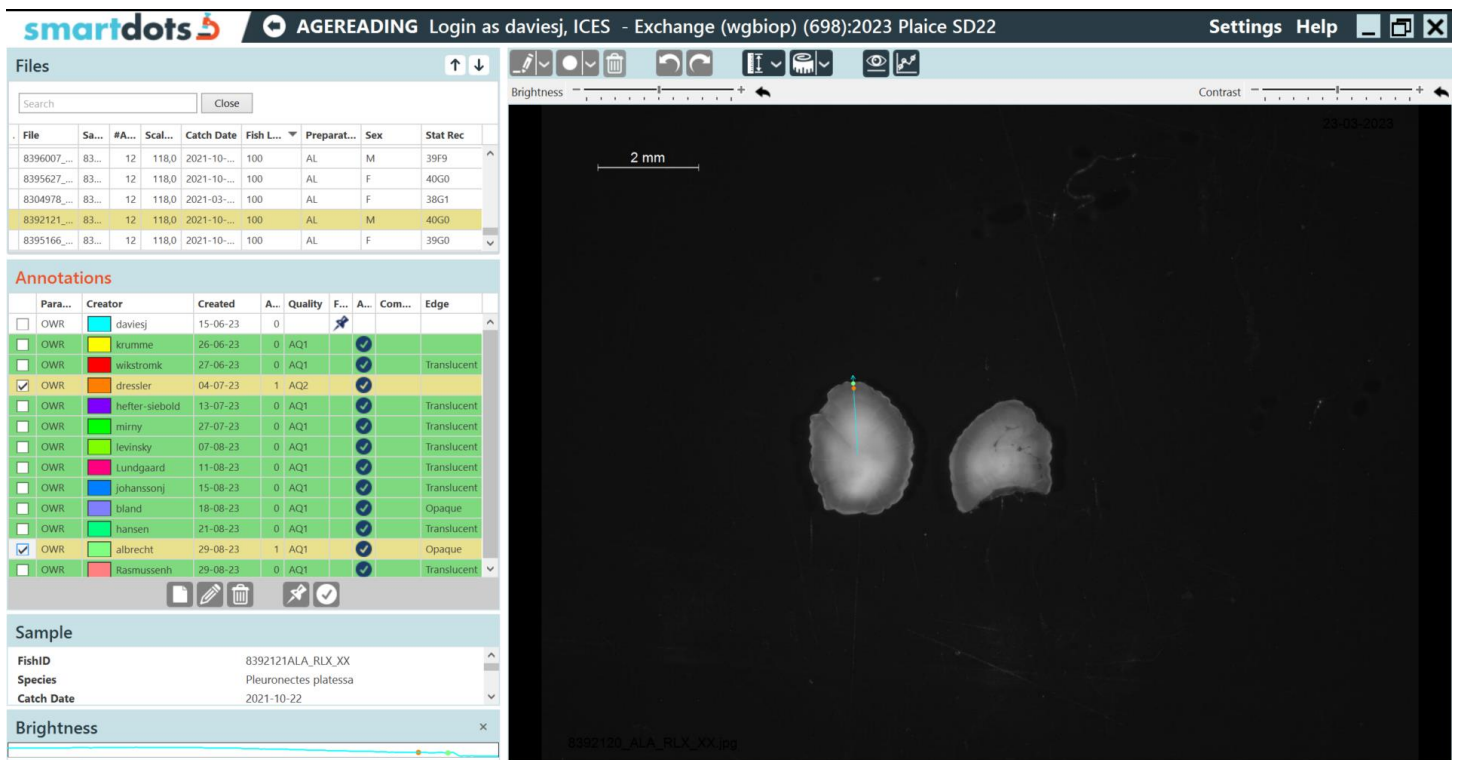 smartdots AGEREADING Login as daviesj, ICES - Exchange (wgbiop) (698):2023 Plaice SD22 Settings Help
Files
Search Close
. File Sa... #A... Scal... Catch Date Fish L... Preparat... Sex Stat Rec
8396007_... 83... 12 118,0 2021-10-... 100 AL M 39F9
8395627_... 83... 12 118,0 2021-10-... 100 AL F 40G0
8304978_... 83... 12 118,0 2021-03-... 100 AL F 38G1
8392121_... 83... 12 118,0 2021-10-... 100 AL M 40G0
8395166_... 83... 12 118,0 2021-10-... 100 AL F 39G0
Annotations
Para... Creator Created A... Quality F... A... Com... Edge
OWR daviesj 15-06-23 0
OWR krumme 26-06-23 0 AQ1
OWR wikstromk 27-06-23 0 AQ1 Translucent
OWR dressler 04-07-23 1 AQ2
OWR hefter-siebold 13-07-23 0 AQ1 Translucent
OWR mirny 27-07-23 0 AQ1 Translucent
OWR levinsky 07-08-23 0 AQ1 Translucent
OWR Lundgaard 11-08-23 0 AQ1 Translucent
OWR johanssonj 15-08-23 0 AQ1 Translucent
OWR bland 18-08-23 0 AQ1 Opaque
OWR hansen 21-08-23 0 AQ1 Translucent
OWR albrecht 29-08-23 1 AQ1 Opaque
OWR Rasmussenh 29-08-23 0 AQ1 Translucent
Sample
FishID 8392121ALA_RLX_XX
Species Pleuronectes platessa
Catch Date 2021-10-22
Brightness ×
Brightness - + Contrast - +
23-03-2023
2 mm
8392120_ALA_RLX_XX.jpg